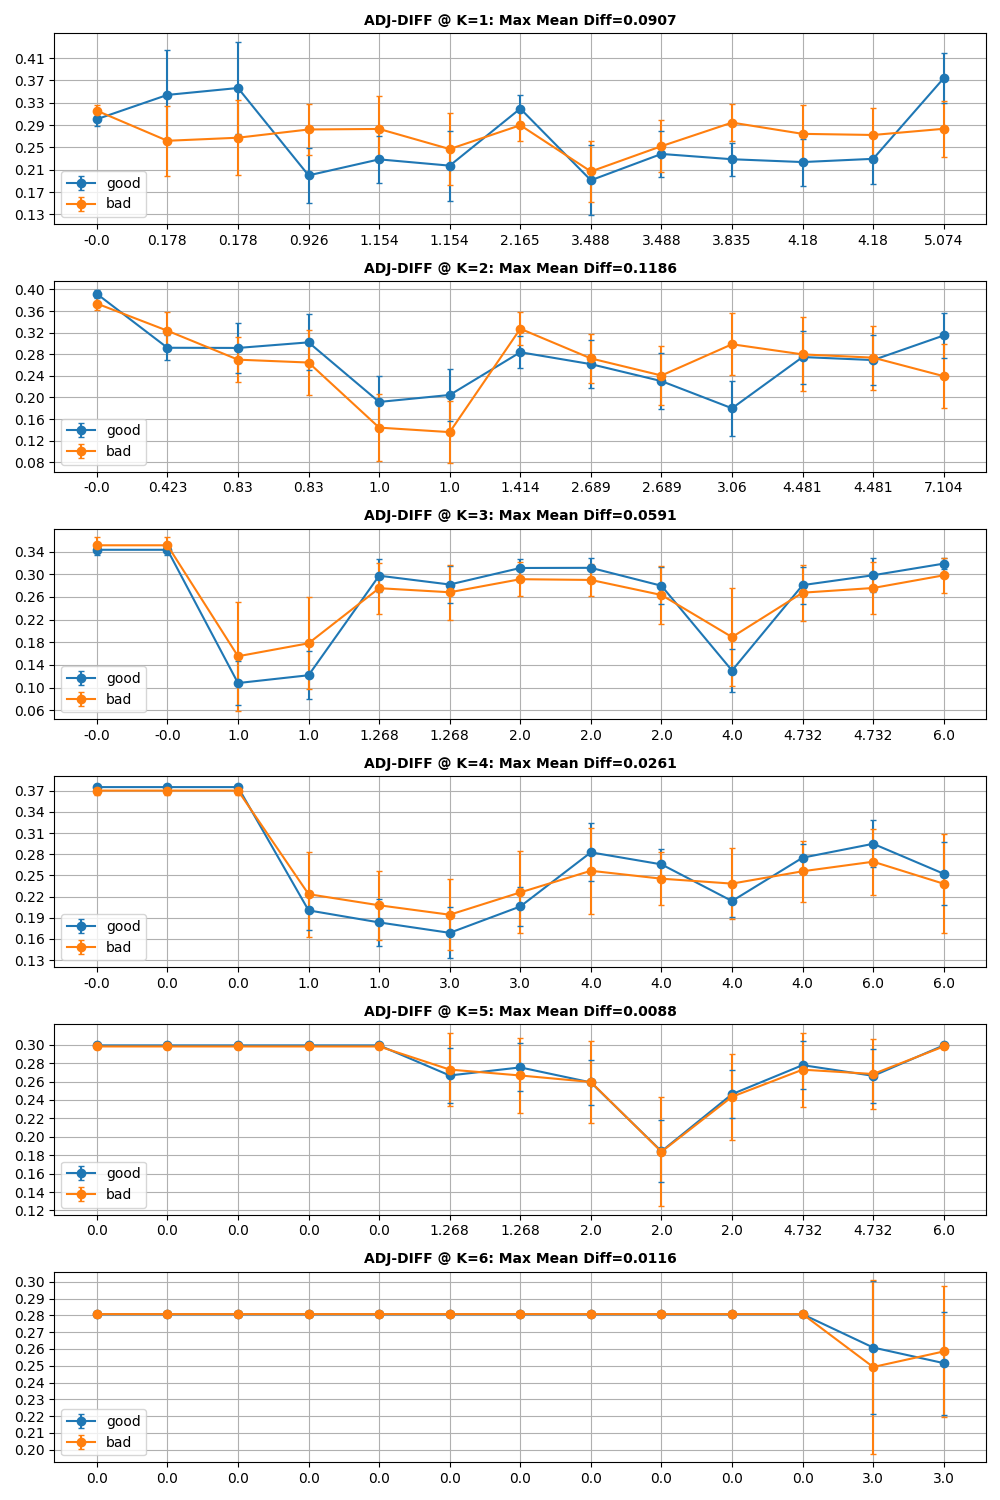 ADJ-DIFF @ K=1: Max Mean Diff=0.0907
0.41
0.37
0.33
0.29
0.25
0.21
0.17
0.13
good
bad
-0.0 0.178 0.178 0.926 1.154 1.154 2.165 3.488 3.488 3.835 4.18 4.18 5.074
ADJ-DIFF @ K=2: Max Mean Diff=0.1186
0.40
0.36
0.32
0.28
0.24
0.20
0.16
0.12
0.08
good
bad
-0.0 0.423 0.83 0.83 1.0 1.0 1.414 2.689 2.689 3.06 4.481 4.481 7.104
ADJ-DIFF @ K=3: Max Mean Diff=0.0591
0.34
0.30
0.26
0.22
0.18
0.14
0.10
0.06
good
bad
-0.0 -0.0 1.0 1.0 1.268 1.268 2.0 2.0 2.0 4.0 4.732 4.732 6.0
ADJ-DIFF @ K=4: Max Mean Diff=0.0261
0.37
0.34
0.31
0.28
0.25
0.22
0.19
0.16
0.13
good
bad
-0.0 0.0 0.0 1.0 1.0 3.0 3.0 4.0 4.0 4.0 4.0 6.0 6.0
ADJ-DIFF @ K=5: Max Mean Diff=0.0088
0.30
0.28
0.26
0.24
0.22
0.20
0.18
0.16
0.14
0.12
good
bad
0.0 0.0 0.0 0.0 0.0 1.268 1.268 2.0 2.0 2.0 4.732 4.732 6.0
ADJ-DIFF @ K=6: Max Mean Diff=0.0116
0.30
0.29
0.28
0.27
0.26
0.25
0.24
0.23
0.22
0.21
0.20
good
bad
0.0 0.0 0.0 0.0 0.0 0.0 0.0 0.0 0.0 0.0 0.0 3.0 3.0